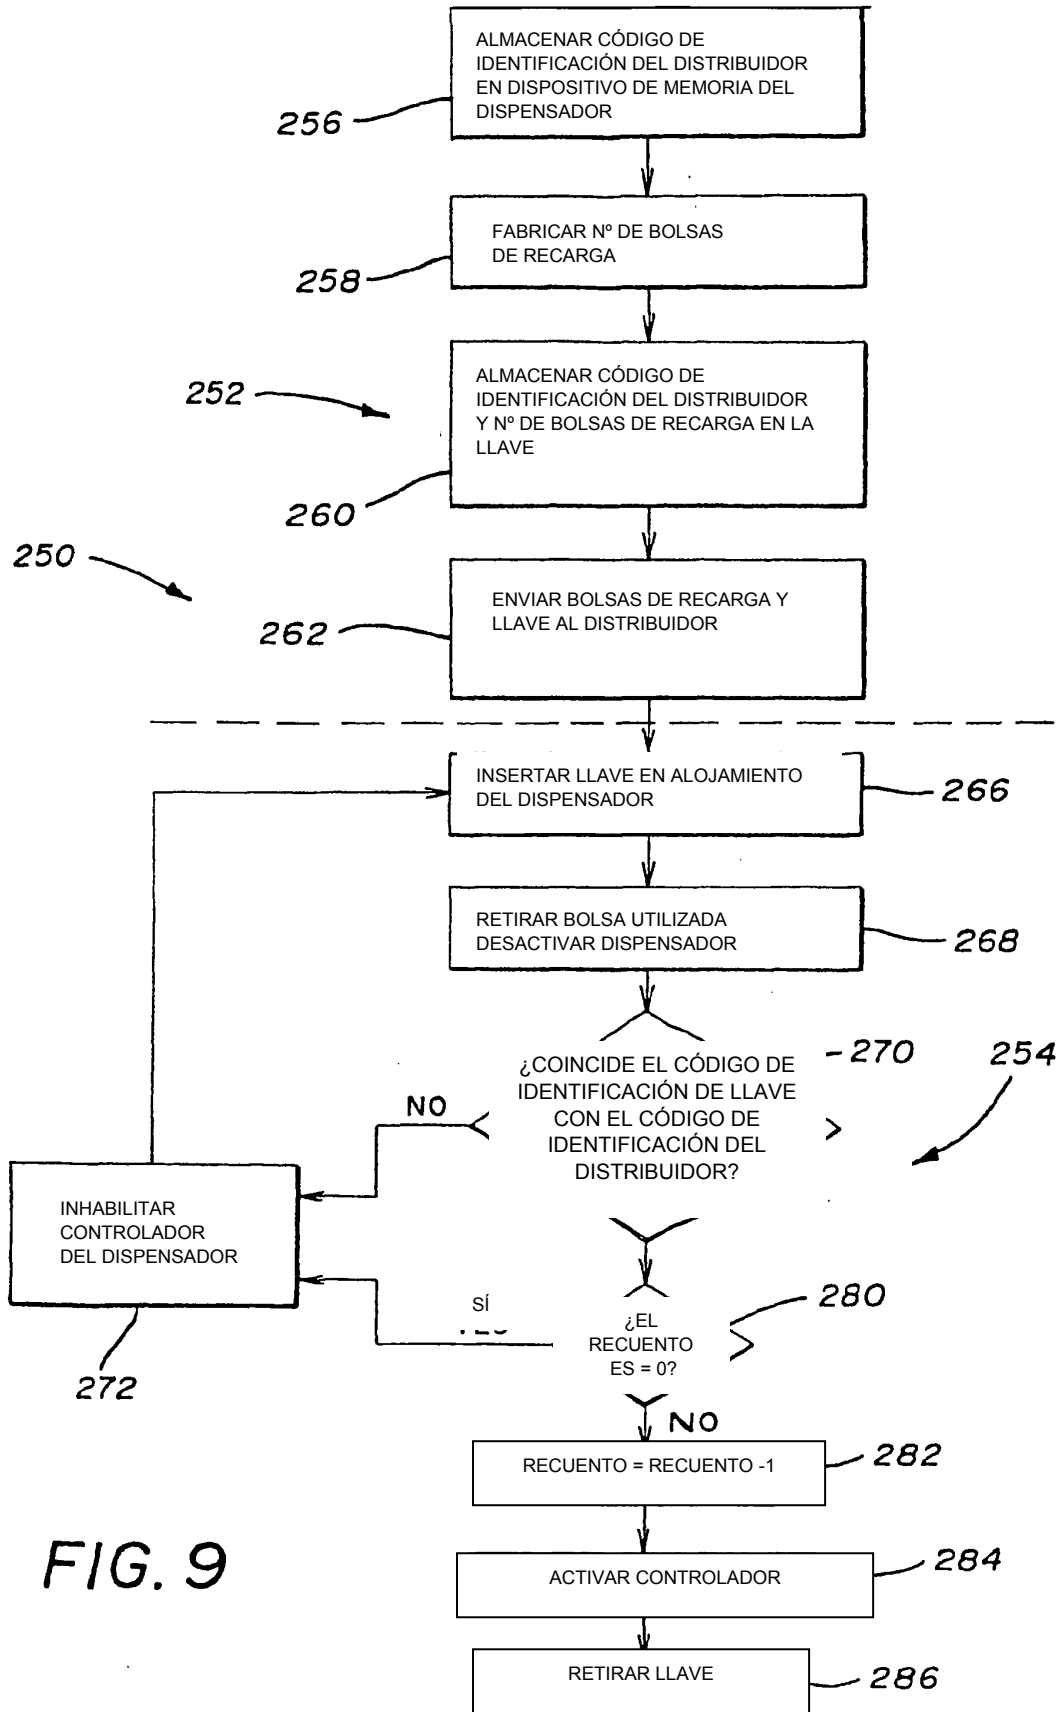 ALMACENAR CÓDIGO DE
IDENTIFICACIÓN DEL DISTRIBUIDOR
EN DISPOSITIVO DE MEMORIA DEL
DISPENSADOR
256
FABRICAR Nº DE BOLSAS
DE RECARGA
258
ALMACENAR CÓDIGO DE
IDENTIFICACIÓN DEL DISTRIBUIDOR
Y Nº DE BOLSAS DE RECARGA EN LA
LLAVE
252
260
250
ENVIAR BOLSAS DE RECARGA Y
LLAVE AL DISTRIBUIDOR
262
INSERTAR LLAVE EN ALOJAMIENTO
DEL DISPENSADOR
266
RETIRAR BOLSA UTILIZADA
DESACTIVAR DISPENSADOR
268
¿COINCIDE EL CÓDIGO DE
IDENTIFICACIÓN DE LLAVE
CON EL CÓDIGO DE
IDENTIFICACIÓN DEL
DISTRIBUIDOR?
270
254
NO
INHABILITAR
CONTROLADOR
DEL DISPENSADOR
272
SÍ
¿EL
RECUENTO
ES = 0?
280
NO
RECUENTO = RECUENTO -1
282
ACTIVAR CONTROLADOR
284
RETIRAR LLAVE
286
FIG. 9